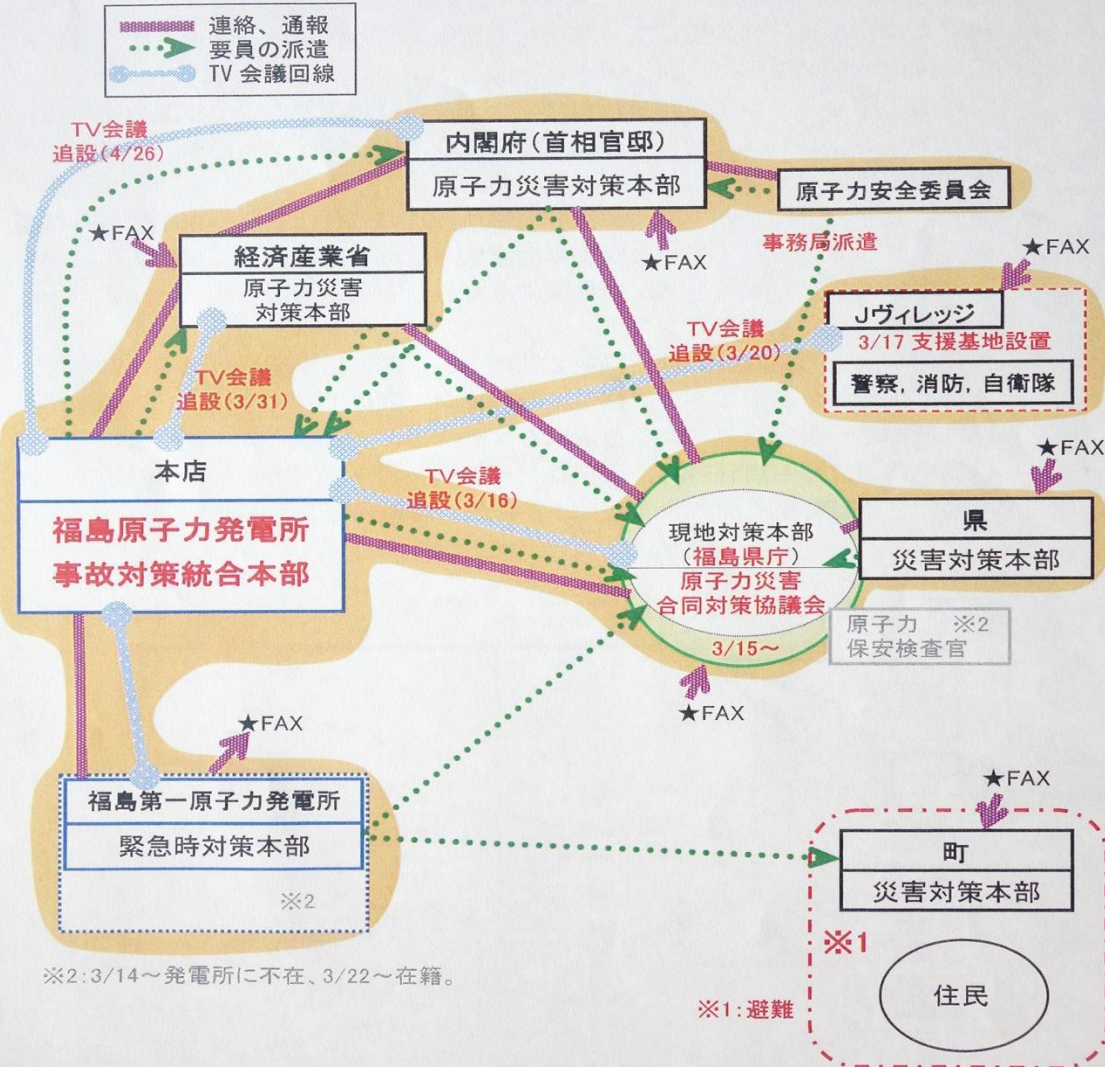 連絡、通報
要員の派遣
TV会議回線
TV会議
追設(4/26)
内閣府(首相官邸)
原子力災害対策本部
原子力安全委員会
事務局派遣
★FAX
経済産業省
原子力災害
対策本部
★FAX
★FAX
Jヴィレッジ
3/17 支援基地設置
警察, 消防, 自衛隊
TV会議
追設(3/20)
TV会議
追設(3/31)
本店
福島原子力発電所
事故対策統合本部
TV会議
追設(3/16)
★FAX
現地対策本部
(福島県庁)
原子力災害
合同対策協議会
3/15～
県
災害対策本部
原子力 ※2
保安検査官
★FAX
★FAX
福島第一原子力発電所
緊急時対策本部
※2
※2:3/14～発電所に不在、3/22～在籍。
★FAX
町
災害対策本部
※1
住民
※1:避難